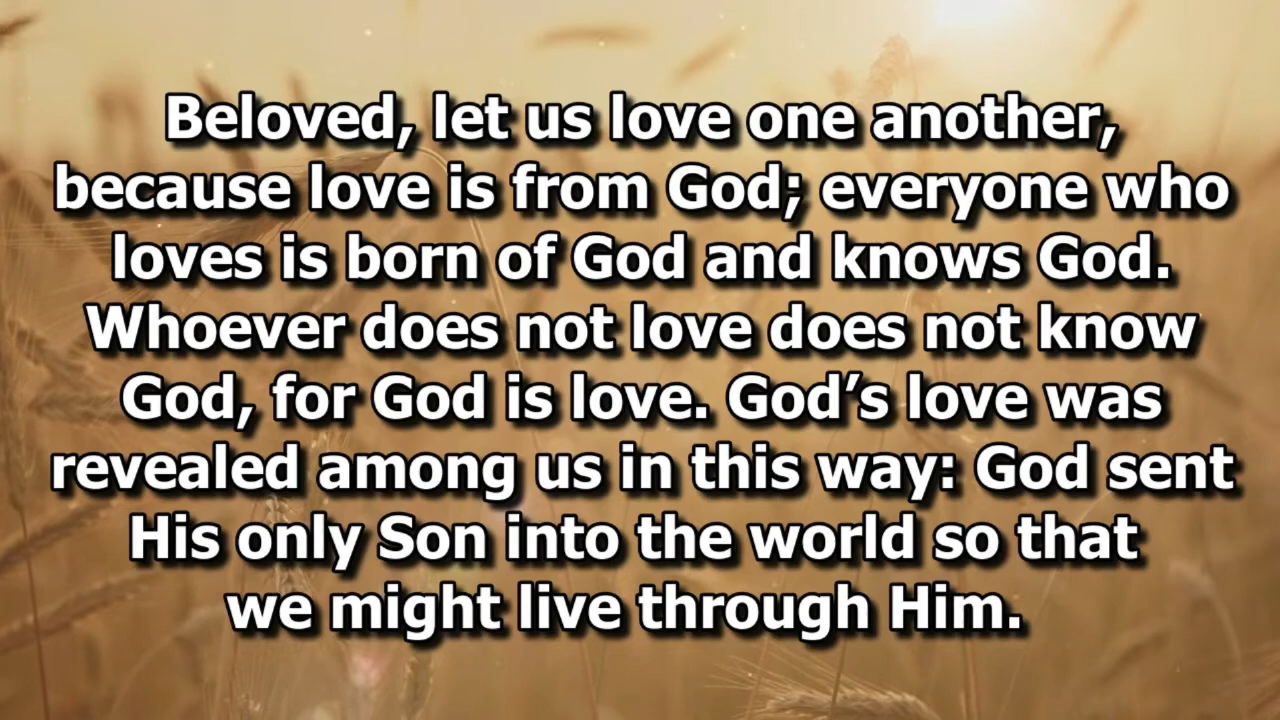 Beloved, let us love one another,
because love is from God; everyone who
loves is born of God and knows God.
Whoever does not love does not know
God, for God is love. God’s love was
revealed among us in this way: God sent
His only Son into the world so that
we might live through Him.